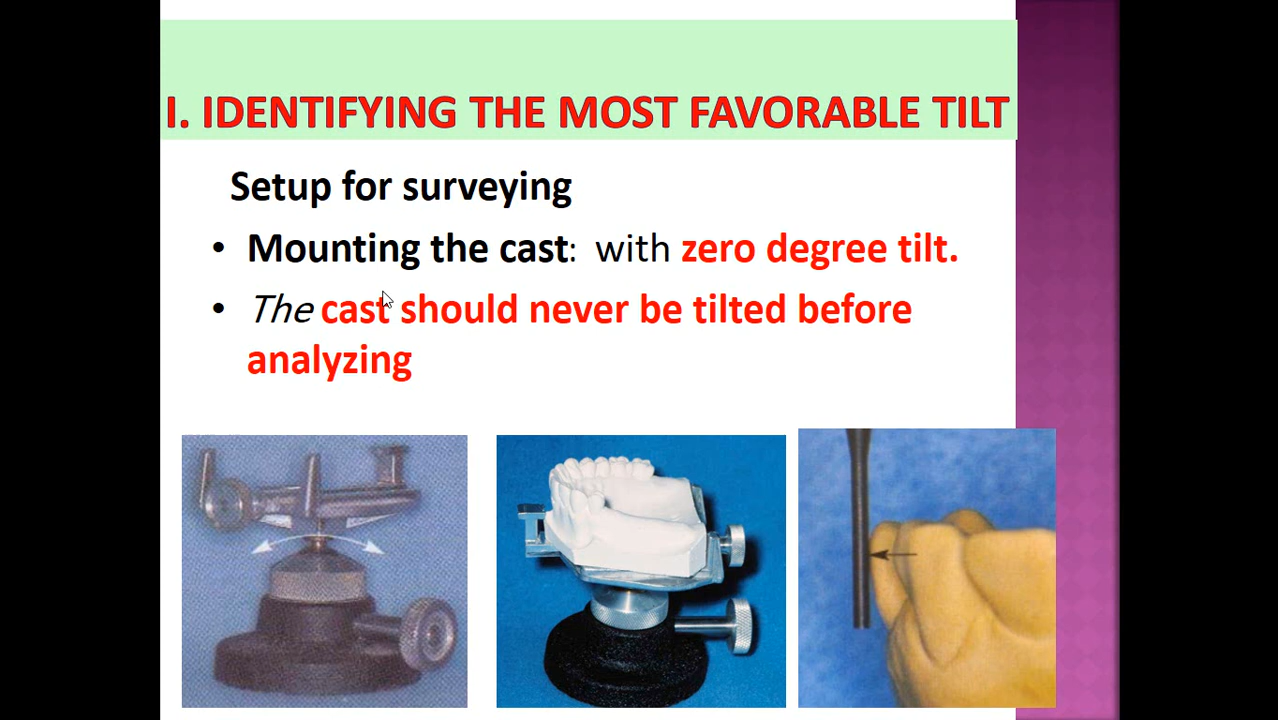 I. IDENTIFYING THE MOST FAVORABLE TILT
Setup for surveying
• Mounting the cast: with zero degree tilt.
• The cast should never be tilted before
analyzing